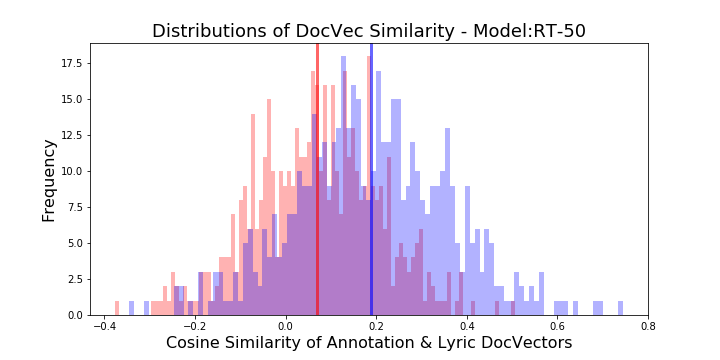 Distributions of DocVec Similarity - Model:RT-50
Frequency
17.5
15.0
12.5
10.0
7.5
5.0
2.5
0.0
−0.4 −0.2 0.0 0.2 0.4 0.6 0.8
Cosine Similarity of Annotation & Lyric DocVectors